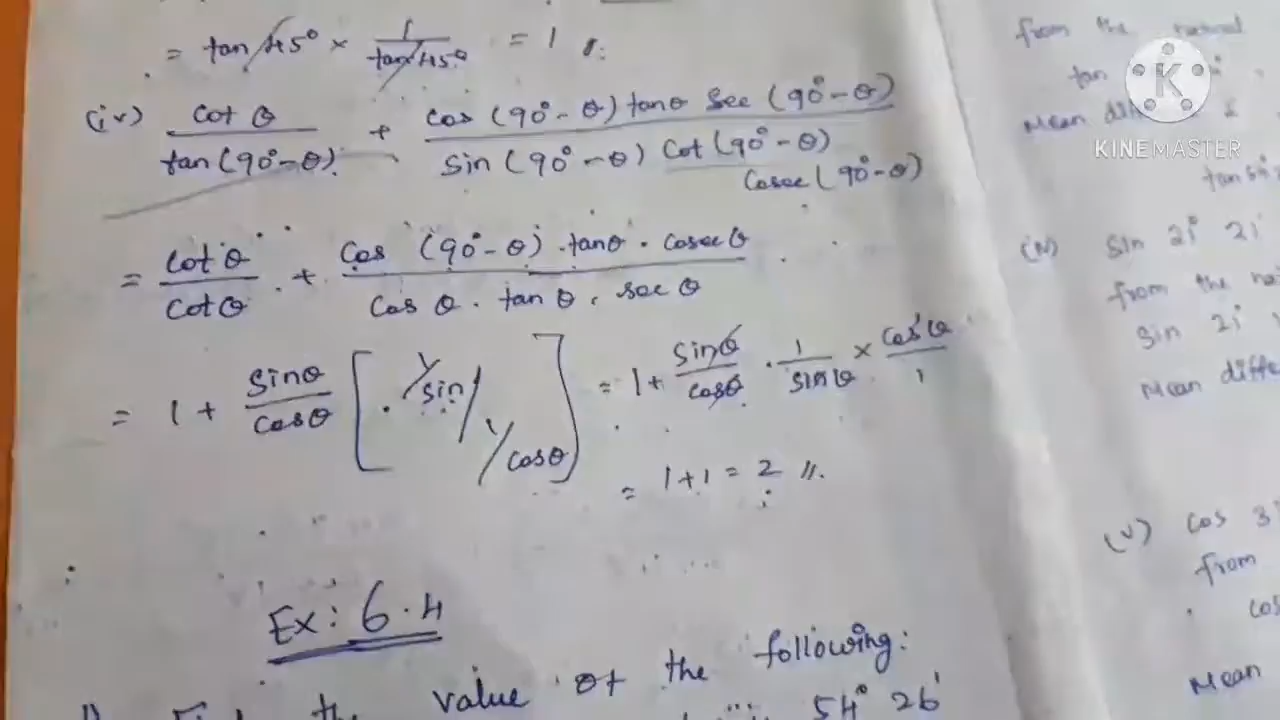 = tan 45° × 1/tan 45° = 1 //.
(iv) cot θ / tan (90° - θ) + cos (90° - θ) tan θ sec (90° - θ) / sin (90° - θ) cot (90° - θ) cosec (90° - θ)
= cot θ / cot θ + cos (90° - θ) . tan θ . cosec θ / cos θ . tan θ . sec θ
= 1 + sin θ / cos θ [ . 1/sin / 1/cos θ ] = 1 + sin θ / cos θ . 1 / sin θ × cos θ / 1
= 1 + 1 = 2 //.
Ex: 6.4
value of the following:
54° 26'
from the natural
tan
Mean
(iv) sin 21° 21'
from the
sin 21°
Mean
(v) cos
from
cos
Mean
K
KINEMASTER